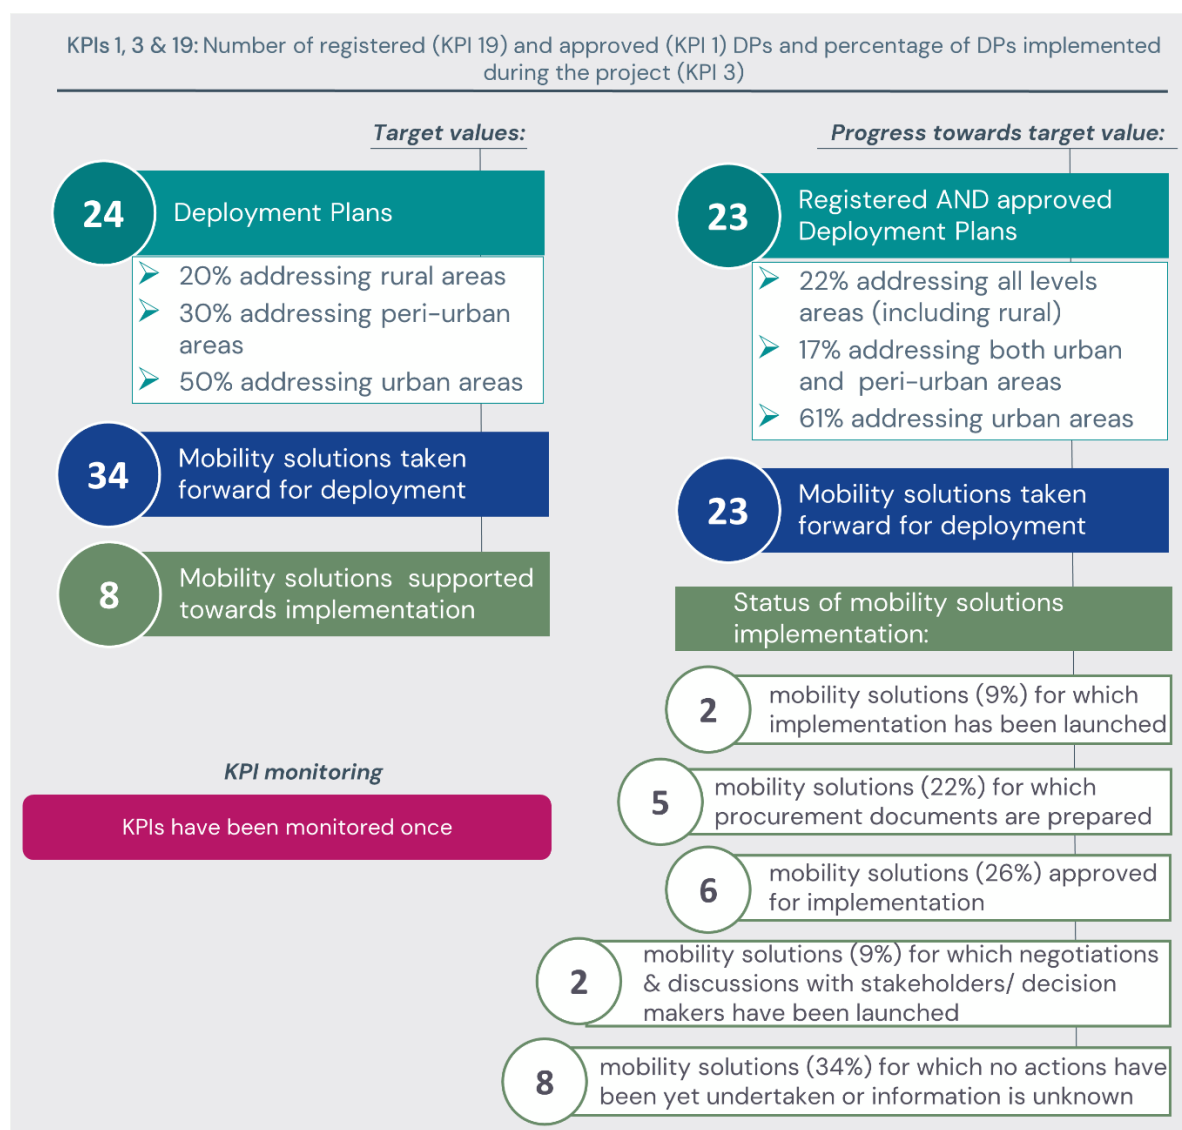 KPIs 1, 3 & 19: Number of registered (KPI 19) and approved (KPI 1) DPs and percentage of DPs implemented
during the project (KPI 3)
Target values:
24
Deployment Plans
20% addressing rural areas
30% addressing peri-urban
areas
50% addressing urban areas
34
Mobility solutions taken
forward for deployment
8
Mobility solutions supported
towards implementation
KPI monitoring
KPIs have been monitored once
Progress towards target value:
23
Registered AND approved
Deployment Plans
22% addressing all levels
areas (including rural)
17% addressing both urban
and peri-urban areas
61% addressing urban areas
23
Mobility solutions taken
forward for deployment
Status of mobility solutions
implementation:
2
mobility solutions (9%) for which
implementation has been launched
5
mobility solutions (22%) for which
procurement documents are prepared
6
mobility solutions (26%) approved
for implementation
2
mobility solutions (9%) for which negotiations
& discussions with stakeholders/ decision
makers have been launched
8
mobility solutions (34%) for which no actions have
been yet undertaken or information is unknown